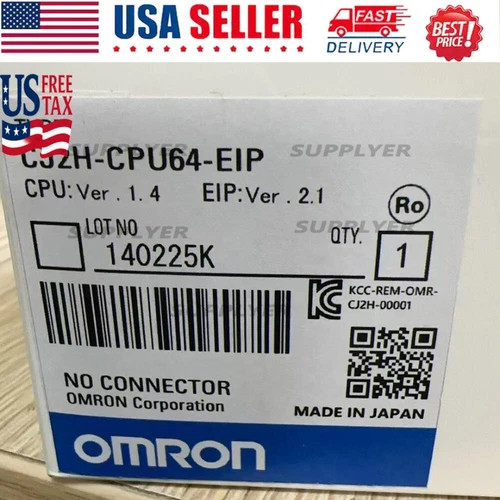 USA SELLER
FAST
DELIVERY
BEST
PRICE!
US FREE
TAX
CJ2H-CPU64-EIP
SUPPLYER
CPU: Ver. 1.4 EIP: Ver. 2.1
SUPPLYER
Ro
LOT NO
140225K
QTY.
1
SUPPLYER
KCC-REM-OMR-
CJ2H-00001
SUPPLYER
NO CONNECTOR
OMRON Corporation
MADE IN JAPAN
OMRON